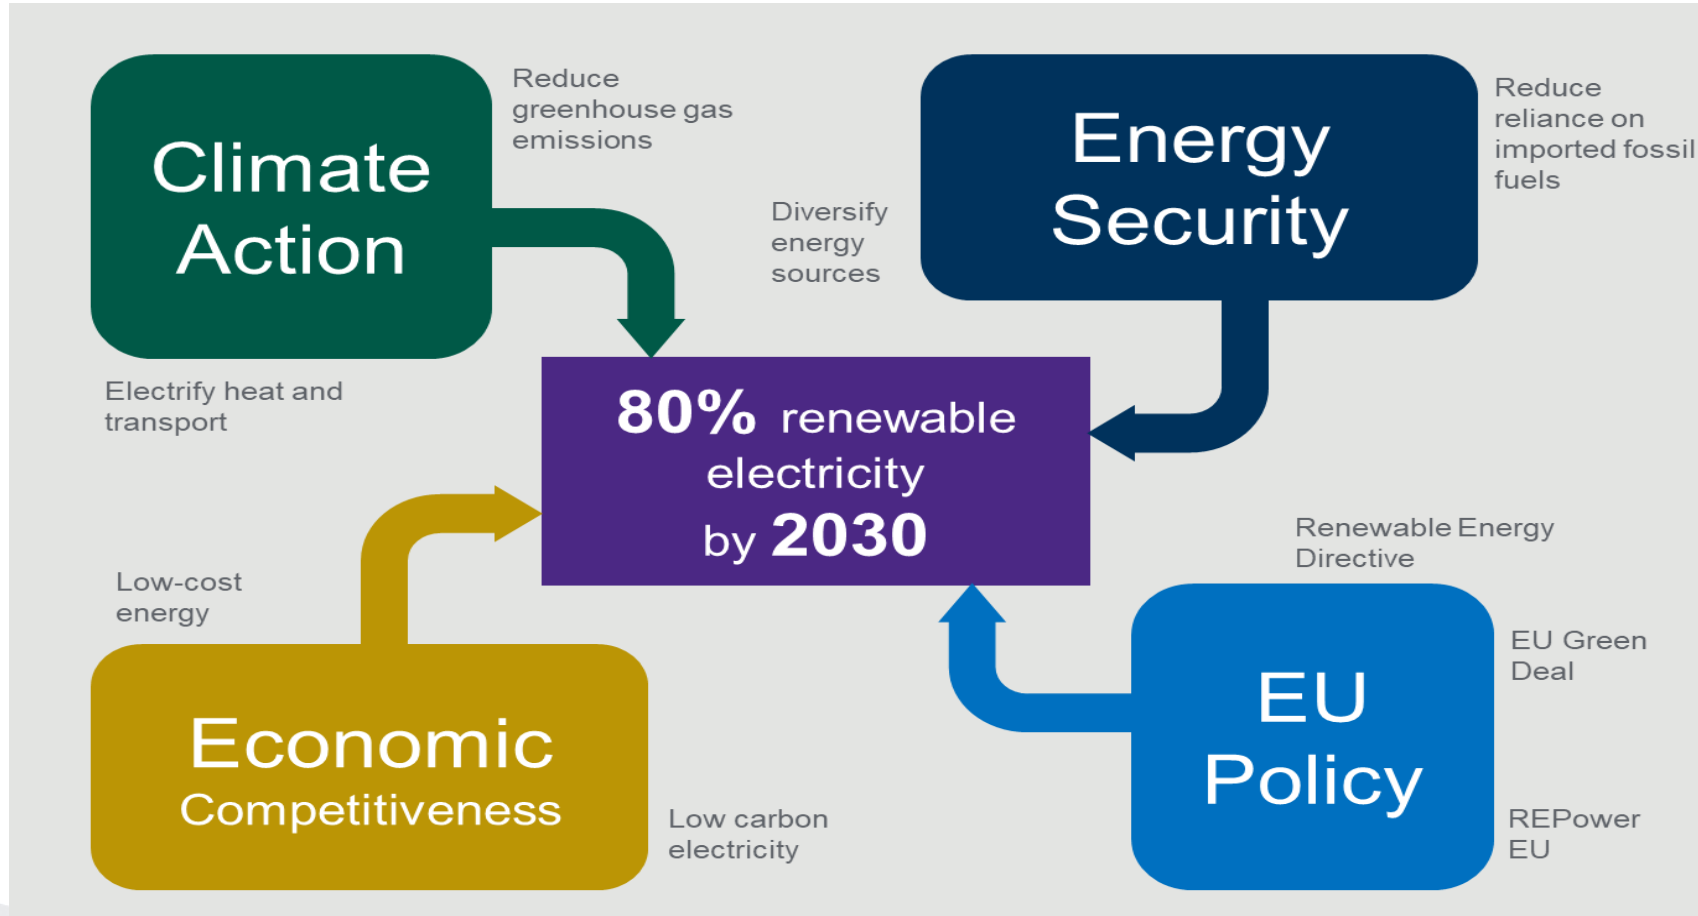 Climate
Action
Reduce
greenhouse gas
emissions
Electrify heat and
transport
Energy
Security
Reduce
reliance on
imported fossil
fuels
Diversify
energy
sources
80% renewable
electricity
by 2030
Low-cost
energy
Economic
Competitiveness
Low carbon
electricity
Renewable Energy
Directive
EU
Policy
EU Green
Deal
REPower
EU